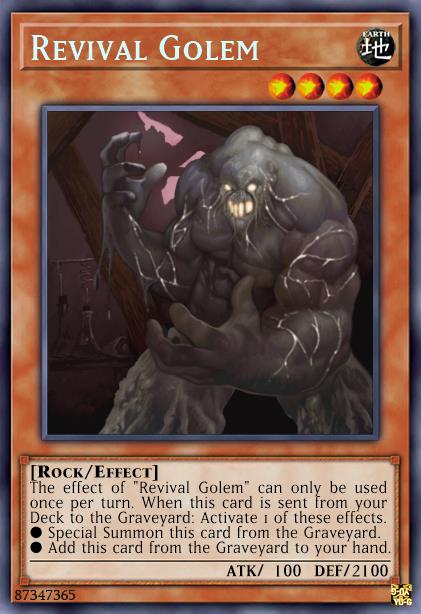 REVIVAL GOLEM
EARTH
地
[ROCK/EFFECT]
The effect of "Revival Golem" can only be used
once per turn. When this card is sent from your
Deck to the Graveyard: Activate 1 of these effects.
● Special Summon this card from the Graveyard.
● Add this card from the Graveyard to your hand.
ATK/ 100 DEF/2100
87347365